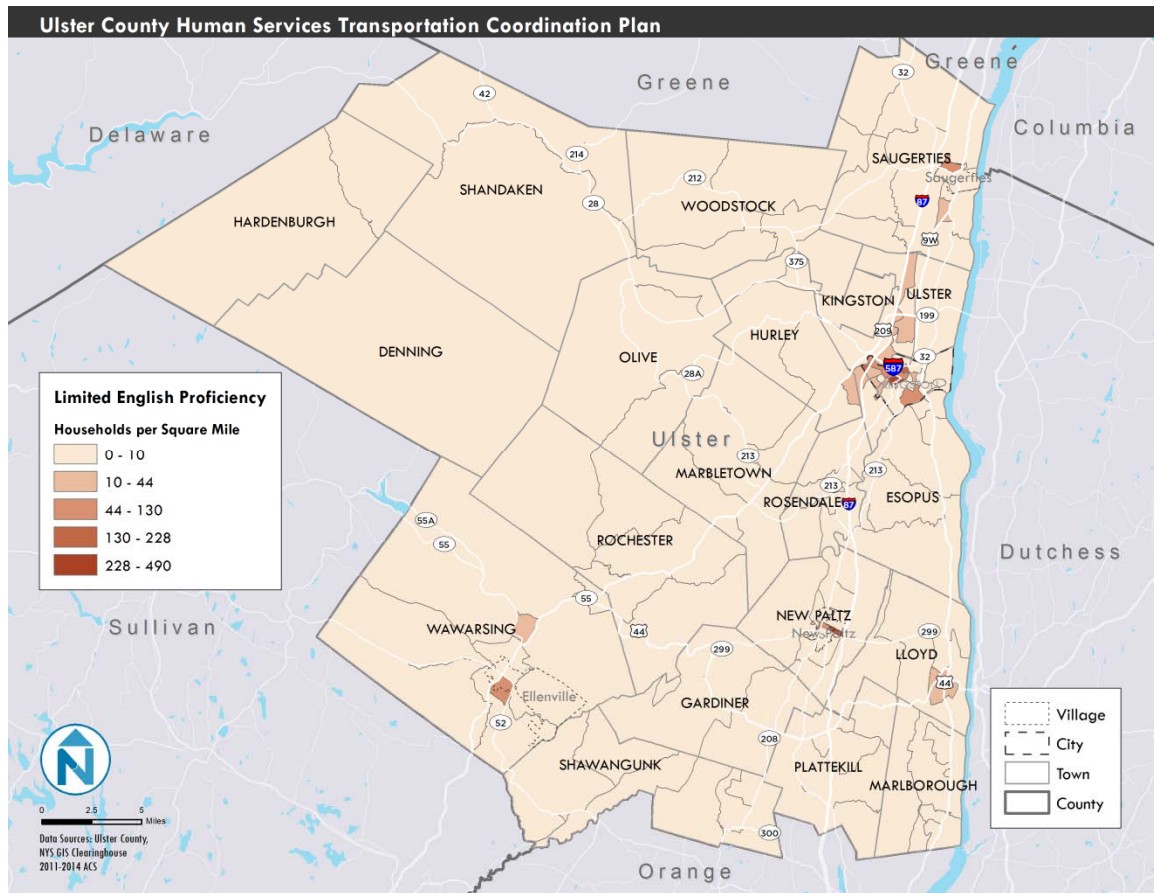 Ulster County Human Services Transportation Coordination Plan
Greene
Greene
32
42
Delaware
Columbia
214
SAUGERTIES
Saugerties
212
SHANDAKEN
28
WOODSTOCK
87
HARDENBURGH
9W
375
KINGSTON
ULSTER
209
199
HURLEY
DENNING
OLIVE
32
28A
587
Limited English Proficiency
Households per Square Mile
0 - 10
10 - 44
44 - 130
130 - 228
228 - 490
Ulster
213
MARBLETOWN
213
213
ROSENDALE
87
ESOPUS
55A
55
ROCHESTER
Dutchess
55
Sullivan
WAWARSING
44
NEW PALTZ
New Paltz
299
299
LLOYD
44
Ellenville
GARDINER
52
208
SHAWANGUNK
PLATTEKILL
MARLBOROUGH
Village
City
Town
County
N
0 2.5 5
Miles
300
Data Sources: Ulster County,
NYS GIS Clearinghouse
2011-2014 ACS
Orange